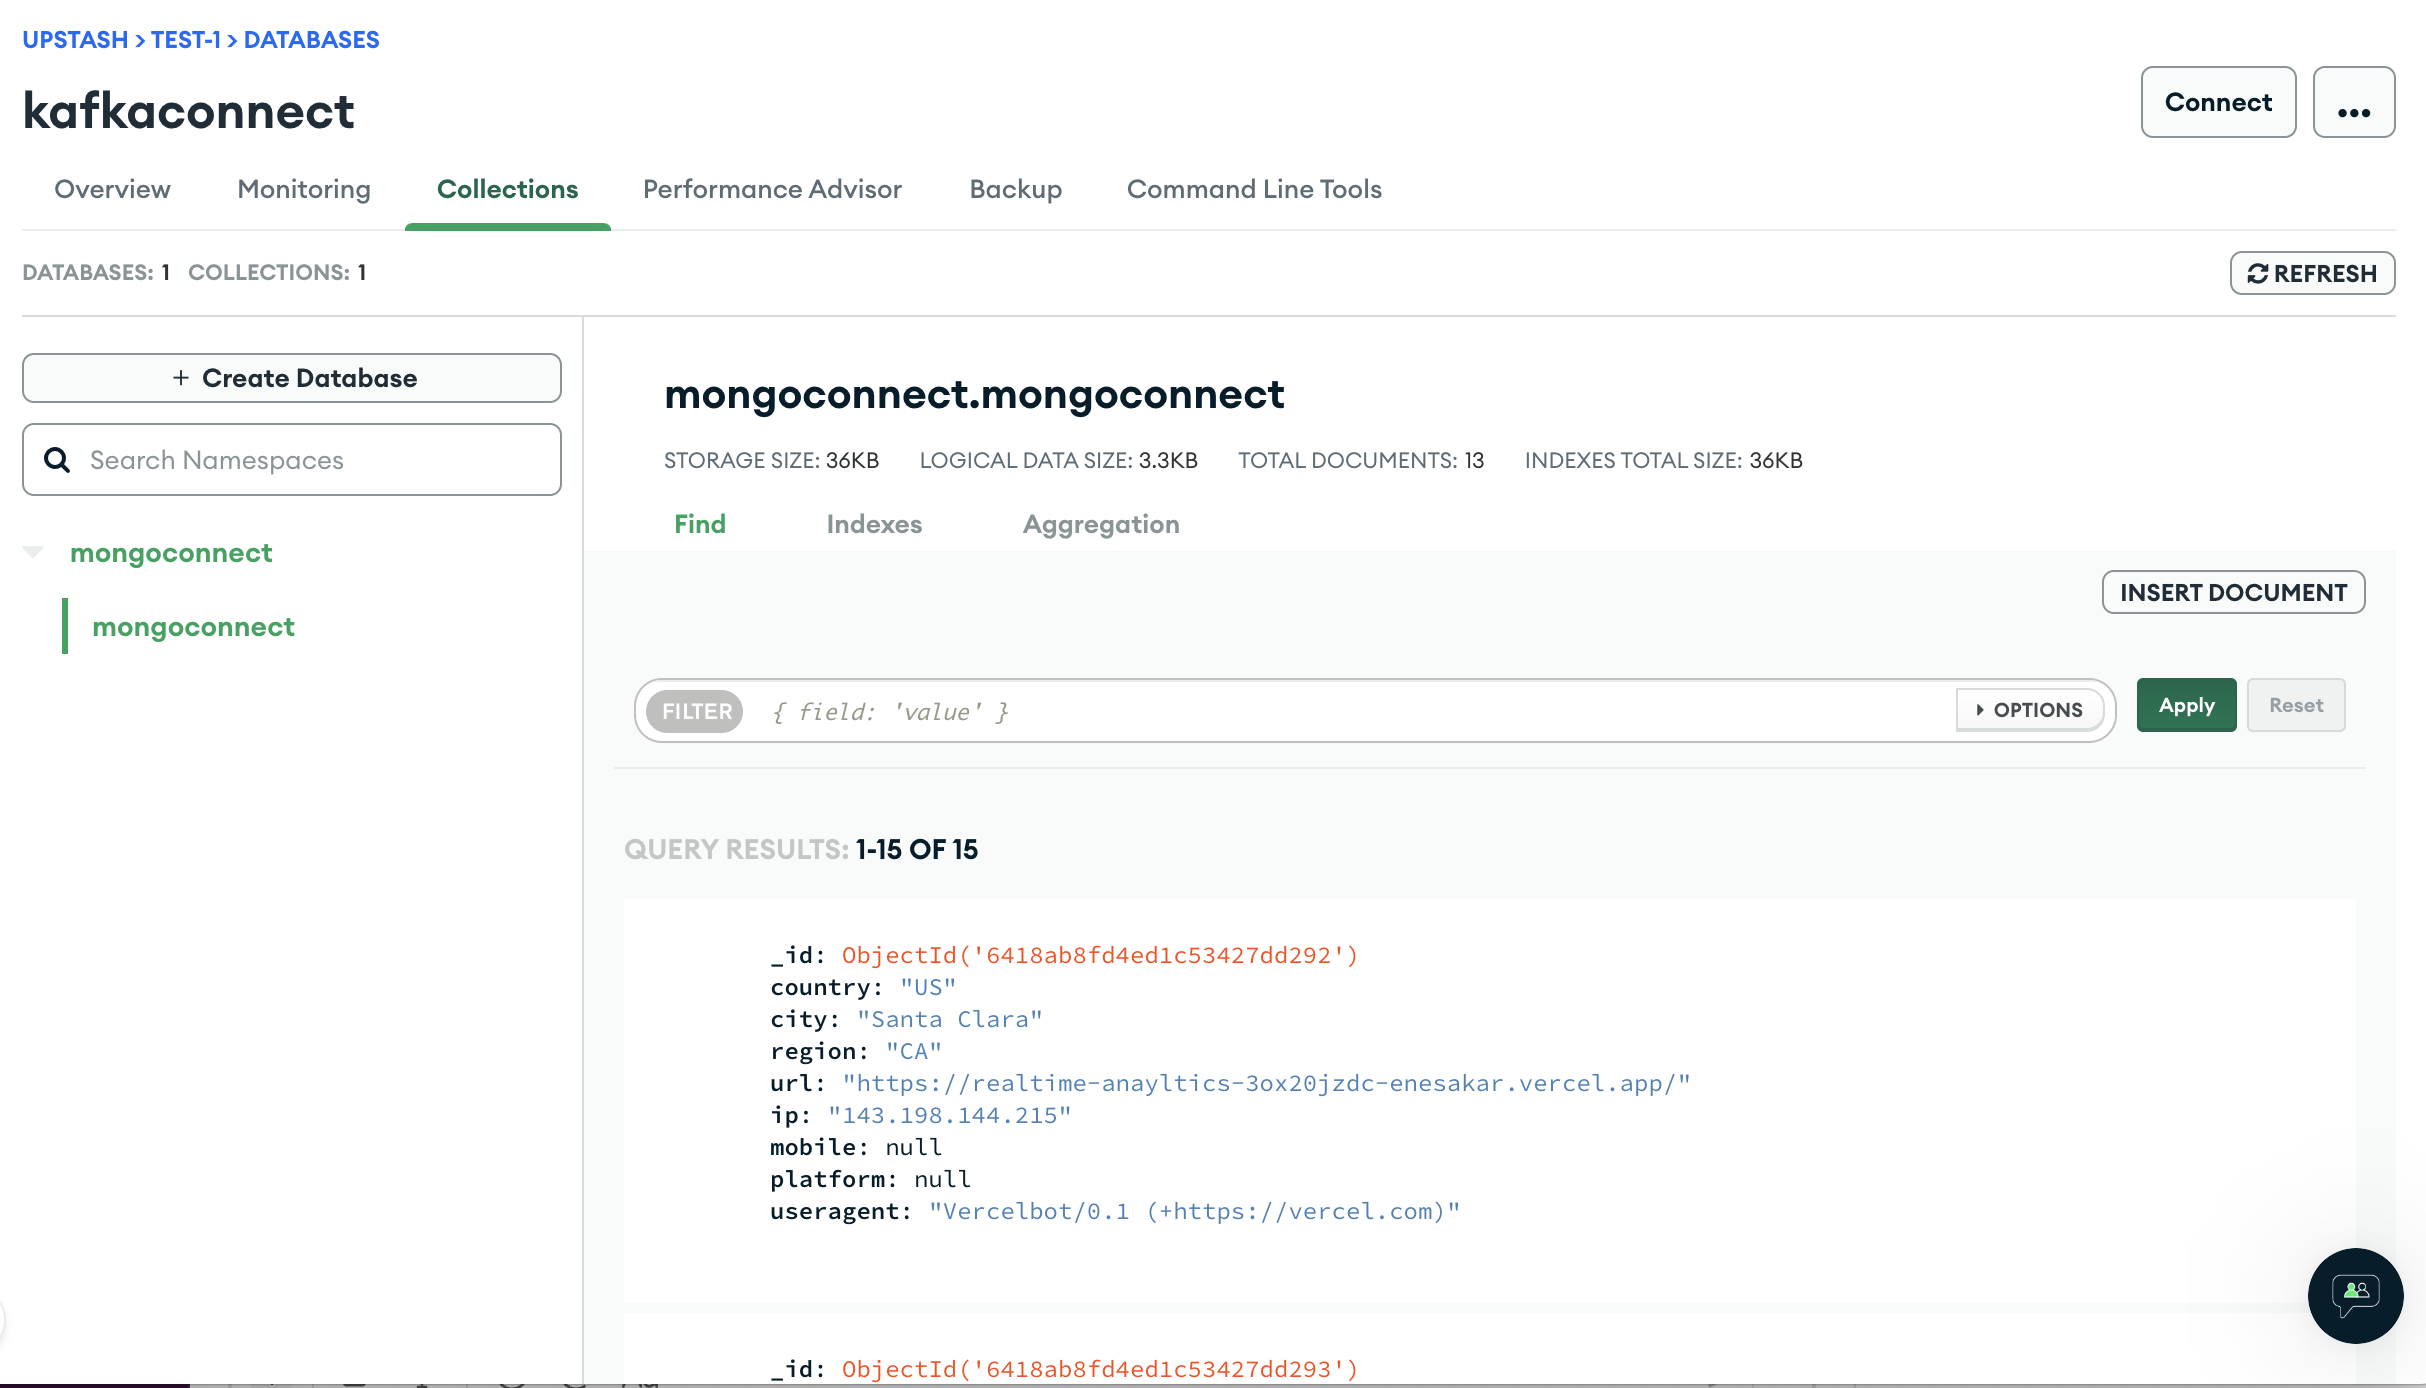 UPSTASH > TEST-1 > DATABASES
kafkaconnect
Connect
...
Overview Monitoring Collections Performance Advisor Backup Command Line Tools
DATABASES: 1 COLLECTIONS: 1
REFRESH
+ Create Database
Search Namespaces
mongoconnect
mongoconnect
mongoconnect.mongoconnect
STORAGE SIZE: 36KB LOGICAL DATA SIZE: 3.3KB TOTAL DOCUMENTS: 13 INDEXES TOTAL SIZE: 36KB
Find Indexes Aggregation
INSERT DOCUMENT
FILTER { field: 'value' } OPTIONS Apply Reset
QUERY RESULTS: 1-15 OF 15
_id: ObjectId('6418ab8fd4ed1c53427dd292')
country: "US"
city: "Santa Clara"
region: "CA"
url: "https://realtime-anayltics-3ox20jzdc-enesakar.vercel.app/"
ip: "143.198.144.215"
mobile: null
platform: null
useragent: "Vercelbot/0.1 (+https://vercel.com)"
_id: ObjectId('6418ab8fd4ed1c53427dd293')